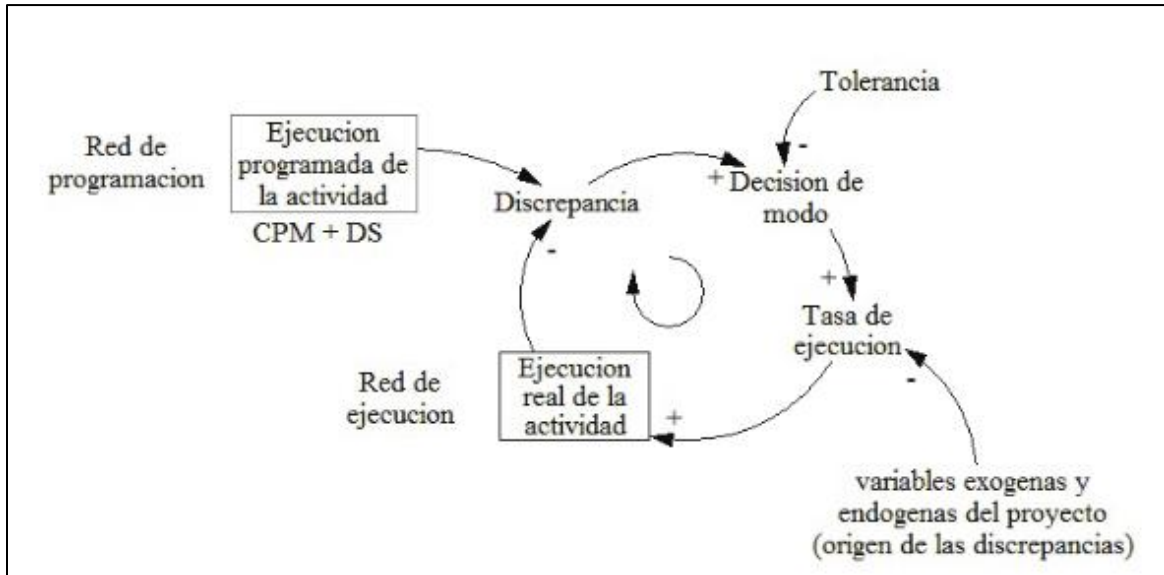 Tolerancia
Red de
programacion
Ejecucion
programada de
la actividad
CPM + DS
Discrepancia
-
+
Decision de
modo
-
+
Tasa de
ejecucion
-
Red de
ejecucion
Ejecucion
real de la
actividad
+
variables exogenas y
endogenas del proyecto
(origen de las discrepancias)